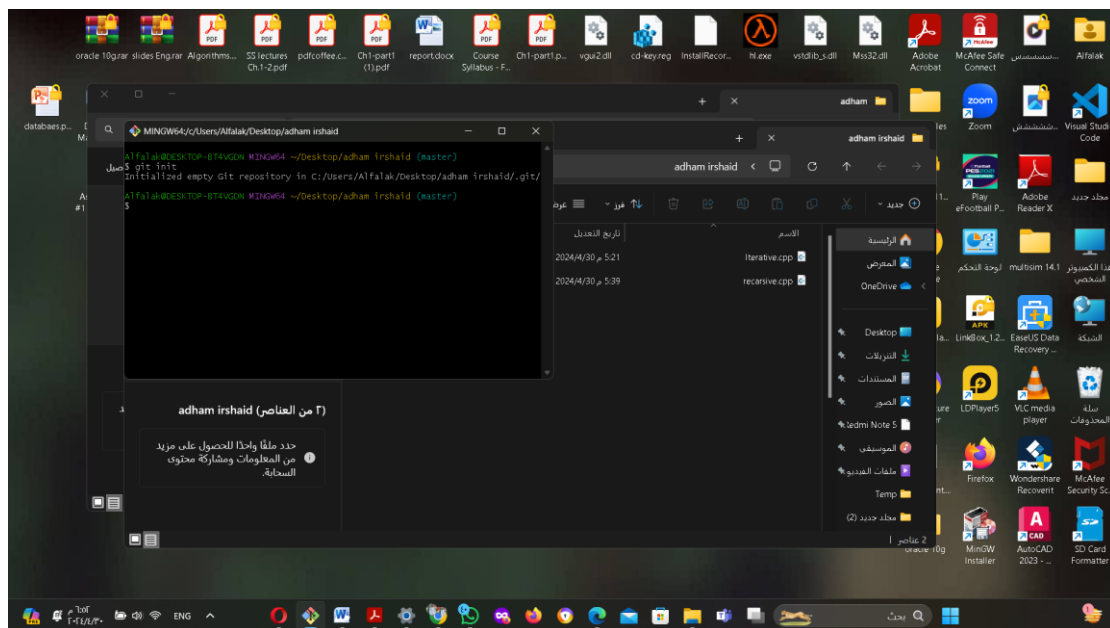 oracle 10g.rar
slides Eng.rar
Algorithms...
SS lectures
Ch.1-2.pdf
pdfcoffee.c...
Ch1-part1
(1).pdf
report.docx
Course
Syllabus - F...
Ch1-part1.p...
vgui2.dll
cd-key.reg
InstallRecor...
hl.exe
vstdlib_s.dll
Mss32.dll
Adobe
Acrobat
McAfee Safe
Connect
Alfalak
databaes.p...
adham
Zoom
Visual Studi
Code
MINGW64:/c/Users/Alfalak/Desktop/adham irshaid
Alfalak@DESKTOP-BT4VGDN MINGW64 ~/Desktop/adham irshaid (master)
$ git init
Initialized empty Git repository in C:/Users/Alfalak/Desktop/adham irshaid/.git/
Alfalak@DESKTOP-BT4VGDN MINGW64 ~/Desktop/adham irshaid (master)
$
adham irshaid
adham irshaid
جديد
فرز
الاسم
تاريخ التعديل
Iterative.cpp
2024/4/30 م 5:21
recarsive.cpp
2024/4/30 م 5:39
الرئيسية
المعرض
OneDrive
Desktop
التنزيلات
المستندات
الصور
الموسيقى
ملفات الفيديو
Temp
مجلد جديد (2)
2 عناصر
adham irshaid (٢ من العناصر)
حدد ملفًا واحدًا للحصول على مزيد
من المعلومات ومشاركة محتوى
السحابة.
Play
eFootball P...
Adobe
Reader X
مجلد جديد
لوحة التحكم
multisim 14.1
هذا الكمبيوتر
الشخصي
LinkBox_1.2...
EaseUS Data
Recovery ...
الشبكة
LDPlayer5
VLC media
player
سلة
المحذوفات
Firefox
Wondershare
Recoverit
McAfee
Security Sc.
oracle 10g
MinGW
Installer
AutoCAD
2023 - ...
SD Card
Formatter
ENG
بحث